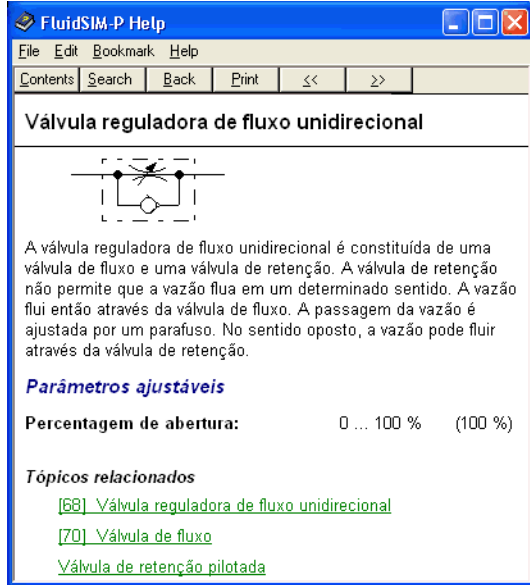 FluidSIM-P Help
File Edit Bookmark Help
Contents Search Back Print << >>
Válvula reguladora de fluxo unidirecional
A válvula reguladora de fluxo unidirecional é constituída de uma
válvula de fluxo e uma válvula de retenção. A válvula de retenção
não permite que a vazão flua em um determinado sentido. A vazão
flui então através da válvula de fluxo. A passagem da vazão é
ajustada por um parafuso. No sentido oposto, a vazão pode fluir
através da válvula de retenção.
Parâmetros ajustáveis
Percentagem de abertura: 0 ... 100 % (100 %)
Tópicos relacionados
[68] Válvula reguladora de fluxo unidirecional
[70] Válvula de fluxo
Válvula de retenção pilotada